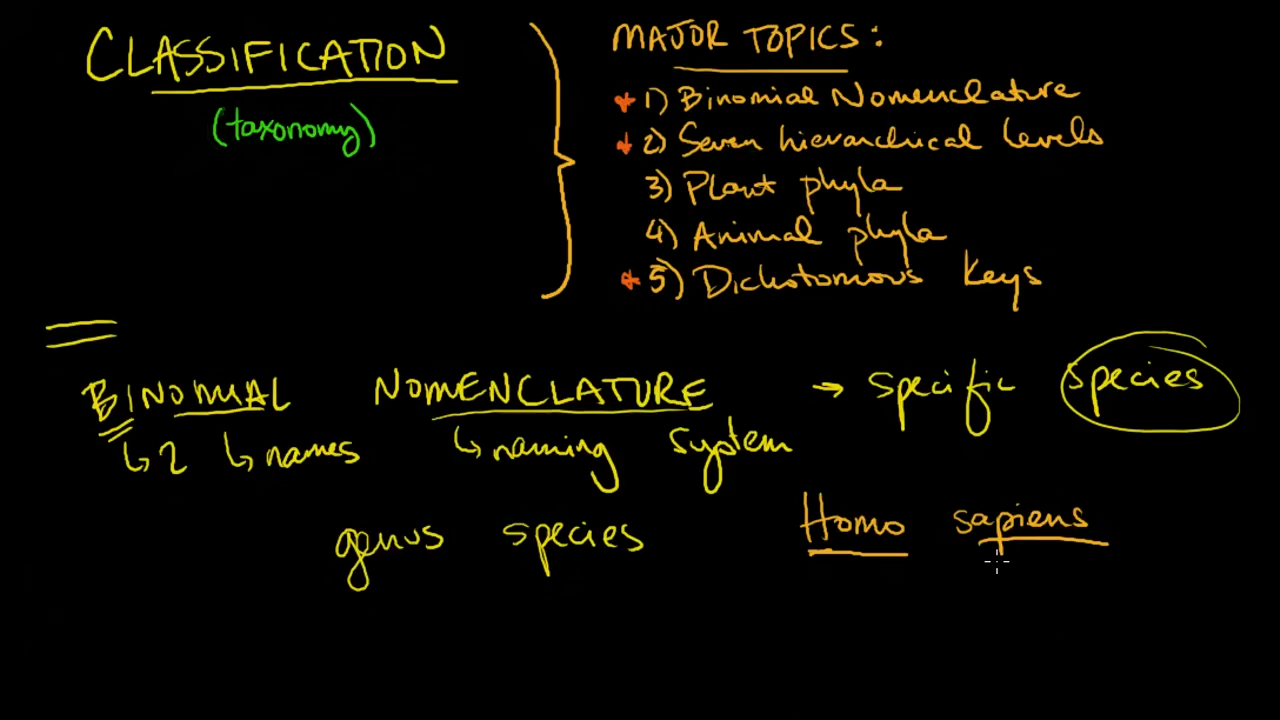 CLASSIFICATION
(taxonomy)
MAJOR TOPICS:
1) Binomial Nomenclature
2) Seven hierarchical levels
3) Plant phyla
4) Animal phyla
5) Dichotomous Keys
BINOMIAL NOMENCLATURE → specific species
↳ 2 ↳ names ↳ naming system
genus species
Homo sapiens